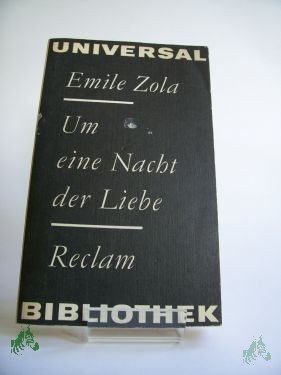 UNIVERSAL
Emile Zola
Um
eine Nacht
der Liebe
Reclam
BIBLIOTHEK